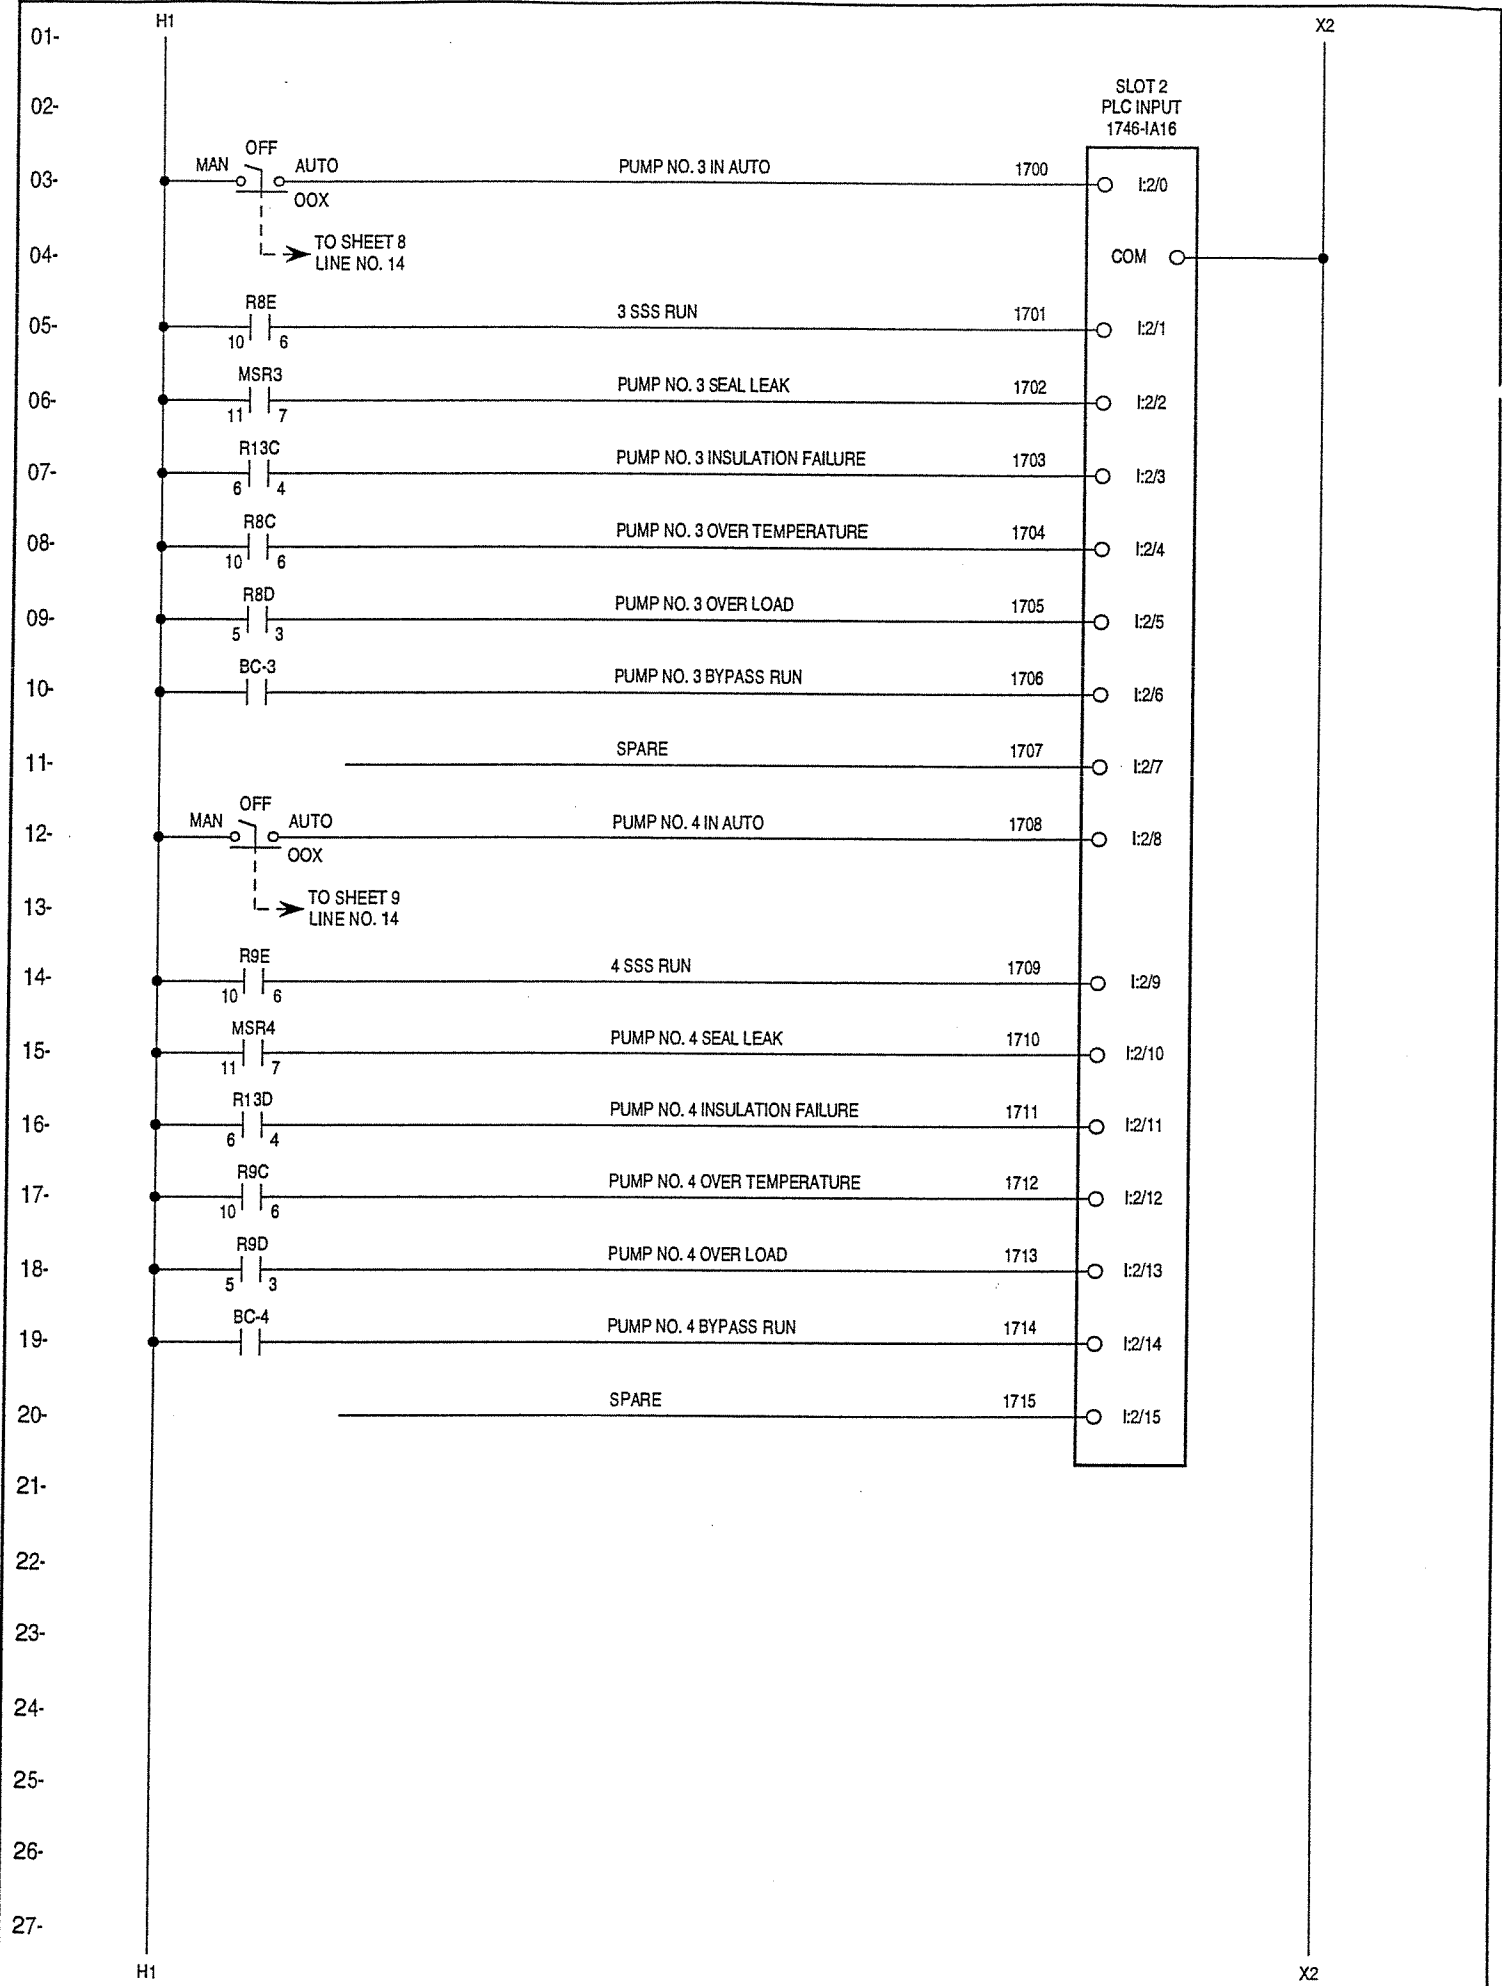 H1
X2
01-
SLOT 2
PLC INPUT
1746-IA16
02-
OFF
MAN
AUTO
PUMP NO. 3 IN AUTO
1700
03-
I:2/0
OOX
TO SHEET 8
LINE NO. 14
04-
COM
R8E
3 SSS RUN
1701
05-
I:2/1
10
6
MSR3
PUMP NO. 3 SEAL LEAK
1702
06-
I:2/2
11
7
R13C
PUMP NO. 3 INSULATION FAILURE
1703
07-
I:2/3
6
4
R8C
PUMP NO. 3 OVER TEMPERATURE
1704
08-
I:2/4
10
6
R8D
PUMP NO. 3 OVER LOAD
1705
09-
I:2/5
5
3
BC-3
PUMP NO. 3 BYPASS RUN
1706
10-
I:2/6
SPARE
1707
11-
I:2/7
OFF
MAN
AUTO
PUMP NO. 4 IN AUTO
1708
12-
I:2/8
OOX
TO SHEET 9
LINE NO. 14
13-
R9E
4 SSS RUN
1709
14-
I:2/9
10
6
MSR4
PUMP NO. 4 SEAL LEAK
1710
15-
I:2/10
11
7
R13D
PUMP NO. 4 INSULATION FAILURE
1711
16-
I:2/11
6
4
R9C
PUMP NO. 4 OVER TEMPERATURE
1712
17-
I:2/12
10
6
R9D
PUMP NO. 4 OVER LOAD
1713
18-
I:2/13
5
3
BC-4
PUMP NO. 4 BYPASS RUN
1714
19-
I:2/14
SPARE
1715
20-
I:2/15
21-
22-
23-
24-
25-
26-
27-
H1
X2